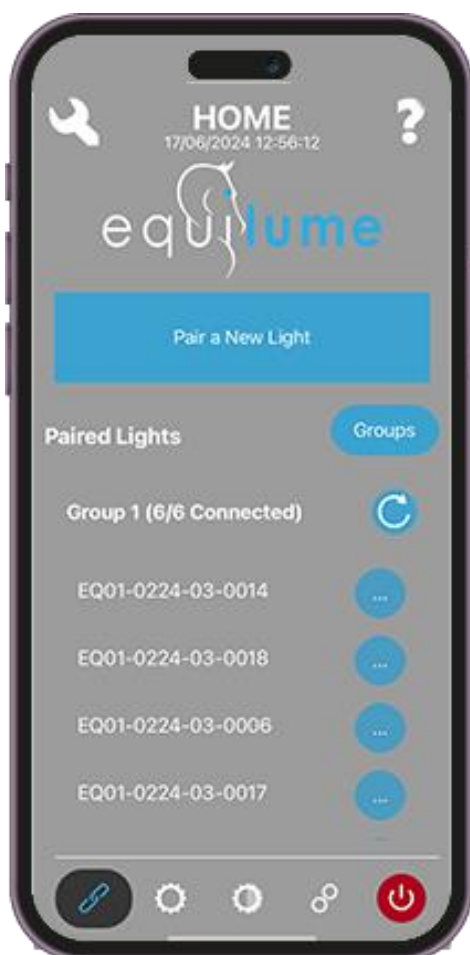 HOME
17/06/2024 12:56:12
equilume
Pair a New Light
Paired Lights
Groups
Group 1 (6/6 Connected)
EQ01-0224-03-0014
...
EQ01-0224-03-0018
...
EQ01-0224-03-0006
...
EQ01-0224-03-0017
...